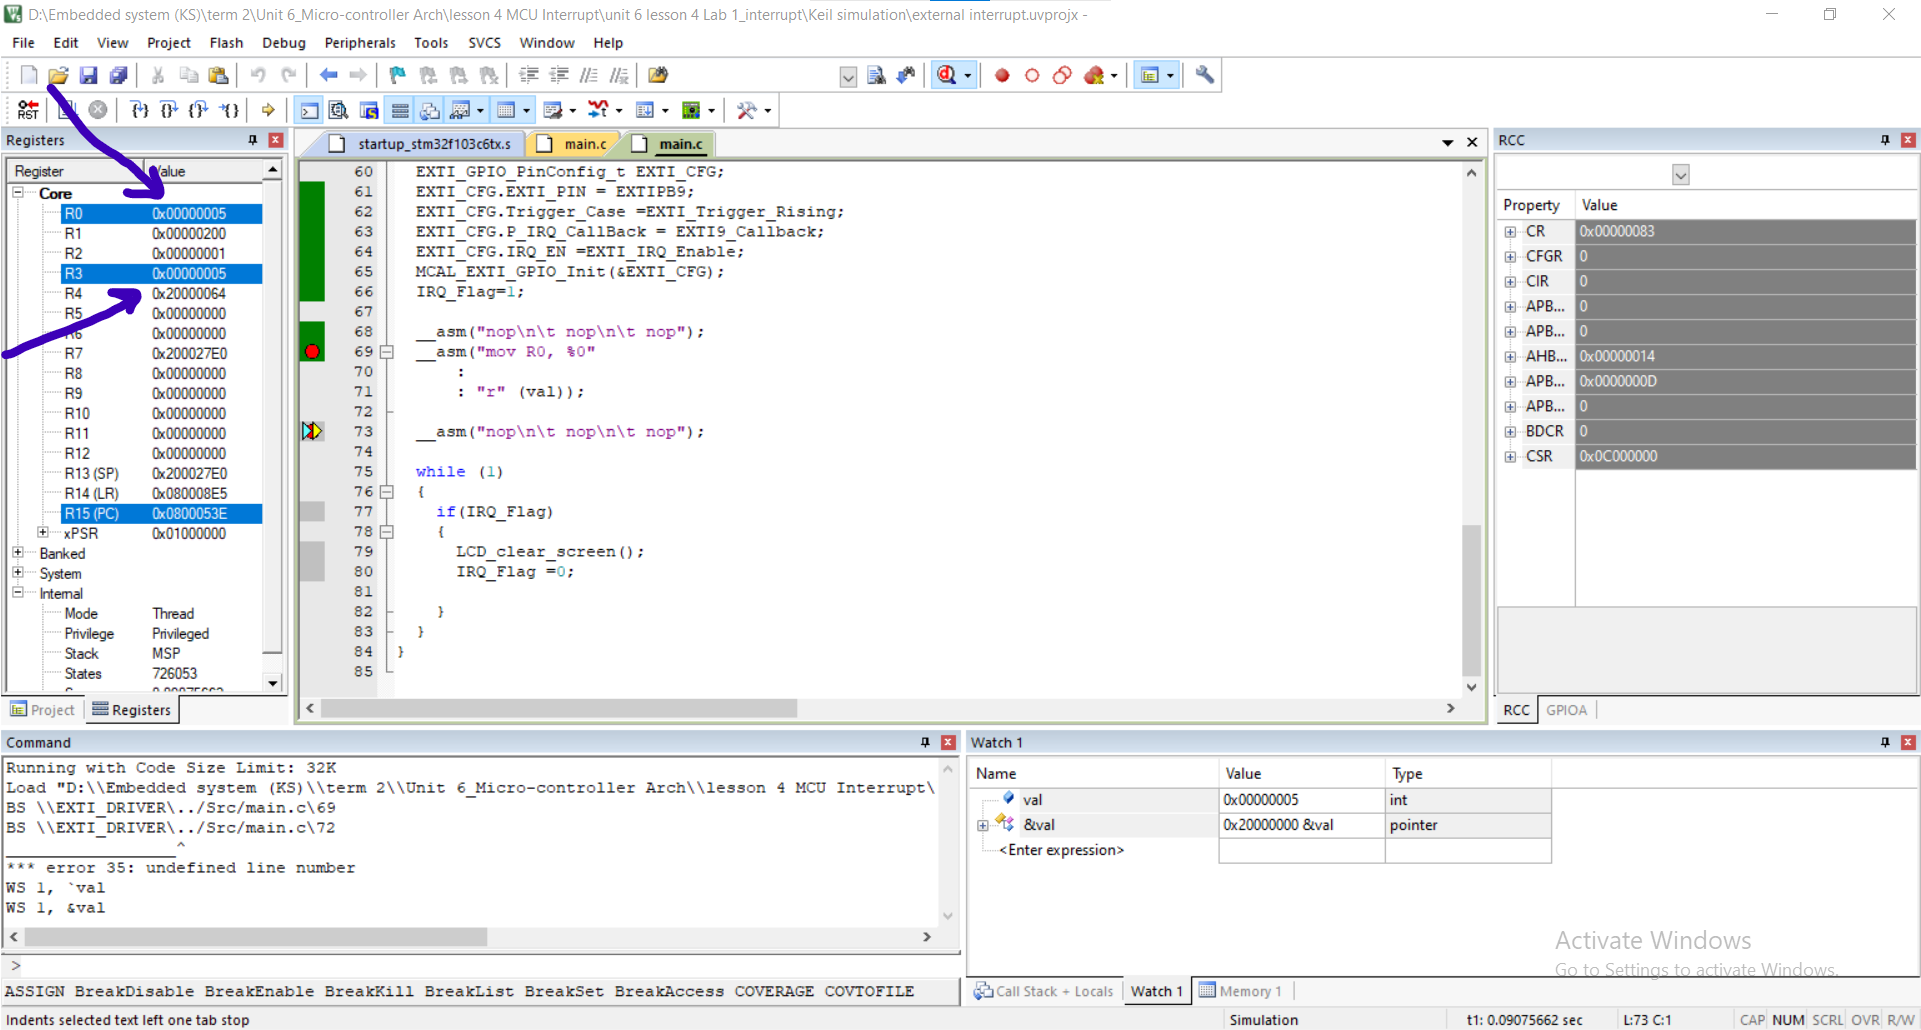 D:\Embedded system (KS)\term 2\Unit 6_Micro-controller Arch\lesson 4 MCU Interrupt\unit 6 lesson 4 Lab 1_interrupt\Keil simulation\external interrupt.uvprojx -
File Edit View Project Flash Debug Peripherals Tools SVCS Window Help
RST
Registers
Register Value
Core
R0 0x00000005
R1 0x00000200
R2 0x00000001
R3 0x00000005
R4 0x20000064
R5 0x00000000
R6 0x00000000
R7 0x200027E0
R8 0x00000000
R9 0x00000000
R10 0x00000000
R11 0x00000000
R12 0x00000000
R13 (SP) 0x200027E0
R14 (LR) 0x080008E5
R15 (PC) 0x0800053E
xPSR 0x01000000
Banked
System
Internal
Mode Thread
Privilege Privileged
Stack MSP
States 726053
Project Registers
startup_stm32f103c6tx.s main.c main.c
60 EXTI_GPIO_PinConfig_t EXTI_CFG;
61 EXTI_CFG.EXTI_PIN = EXTIPB9;
62 EXTI_CFG.Trigger_Case =EXTI_Trigger_Rising;
63 EXTI_CFG.P_IRQ_CallBack = EXTI9_Callback;
64 EXTI_CFG.IRQ_EN =EXTI_IRQ_Enable;
65 MCAL_EXTI_GPIO_Init(&EXTI_CFG);
66 IRQ_Flag=1;
67
68 __asm("nop\n\t nop\n\t nop");
69 __asm("mov R0, %0"
70 :
71 : "r" (val));
72
73 __asm("nop\n\t nop\n\t nop");
74
75 while (1)
76 {
77 if(IRQ_Flag)
78 {
79 LCD_clear_screen();
80 IRQ_Flag =0;
81
82 }
83 }
84 }
85
RCC
Property Value
CR 0x00000083
CFGR 0
CIR 0
APB... 0
APB... 0
AHB... 0x00000014
APB... 0x0000000D
APB... 0
BDCR 0
CSR 0x0C000000
RCC GPIOA
Command
Running with Code Size Limit: 32K
Load "D:\\Embedded system (KS)\\term 2\\Unit 6_Micro-controller Arch\\lesson 4 MCU Interrupt\
BS \\EXTI_DRIVER\../Src/main.c\69
BS \\EXTI_DRIVER\../Src/main.c\72
_________________^
*** error 35: undefined line number
WS 1, `val
WS 1, &val
>
ASSIGN BreakDisable BreakEnable BreakKill BreakList BreakSet BreakAccess COVERAGE COVTOFILE
Watch 1
Name Value Type
val 0x00000005 int
&val 0x20000000 &val pointer
<Enter expression>
Call Stack + Locals Watch 1 Memory 1
Activate Windows
Go to Settings to activate Windows.
Indents selected text left one tab stop Simulation t1: 0.09075662 sec L:73 C:1 CAP NUM SCRL OVR R/W